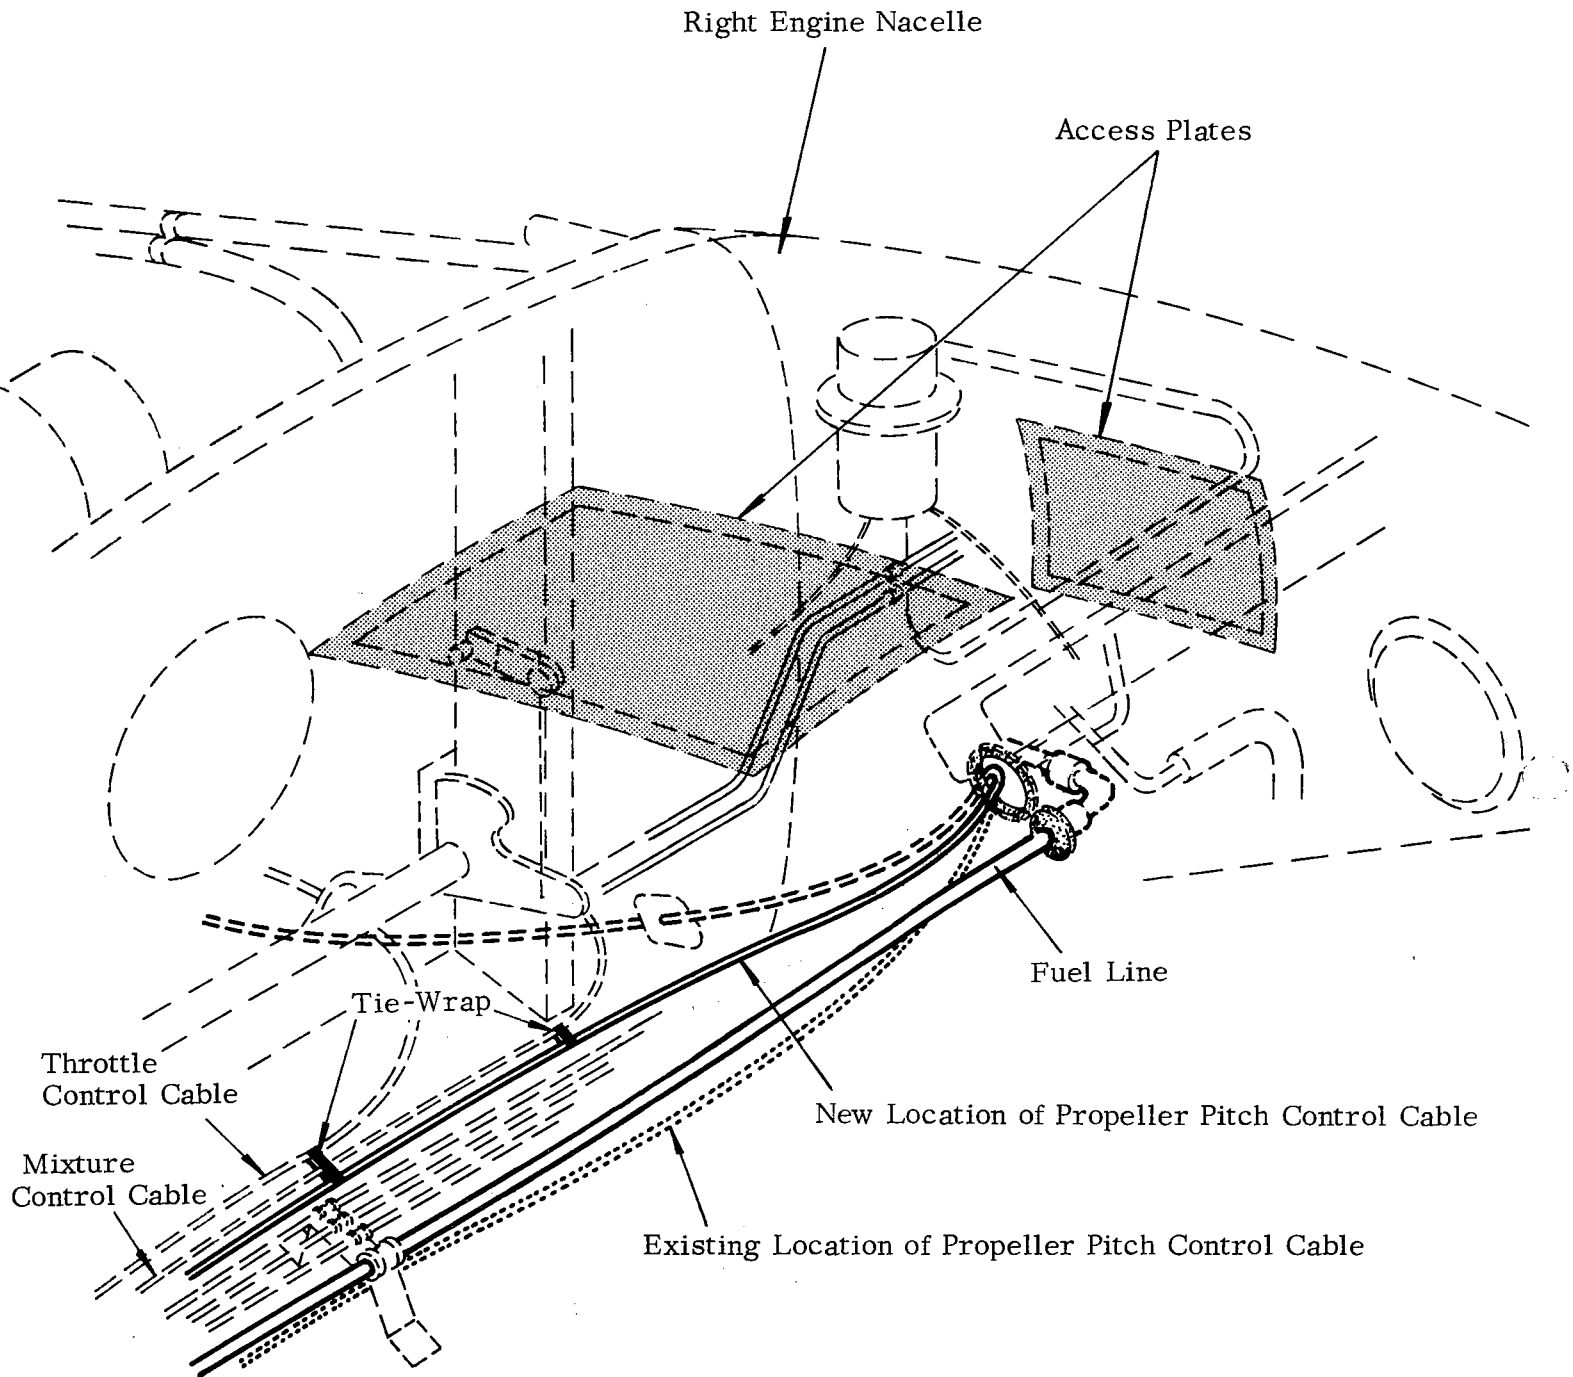 Right Engine Nacelle
Access Plates
Fuel Line
Tie-Wrap
Throttle
Control Cable
New Location of Propeller Pitch Control Cable
Mixture
Control Cable
Existing Location of Propeller Pitch Control Cable